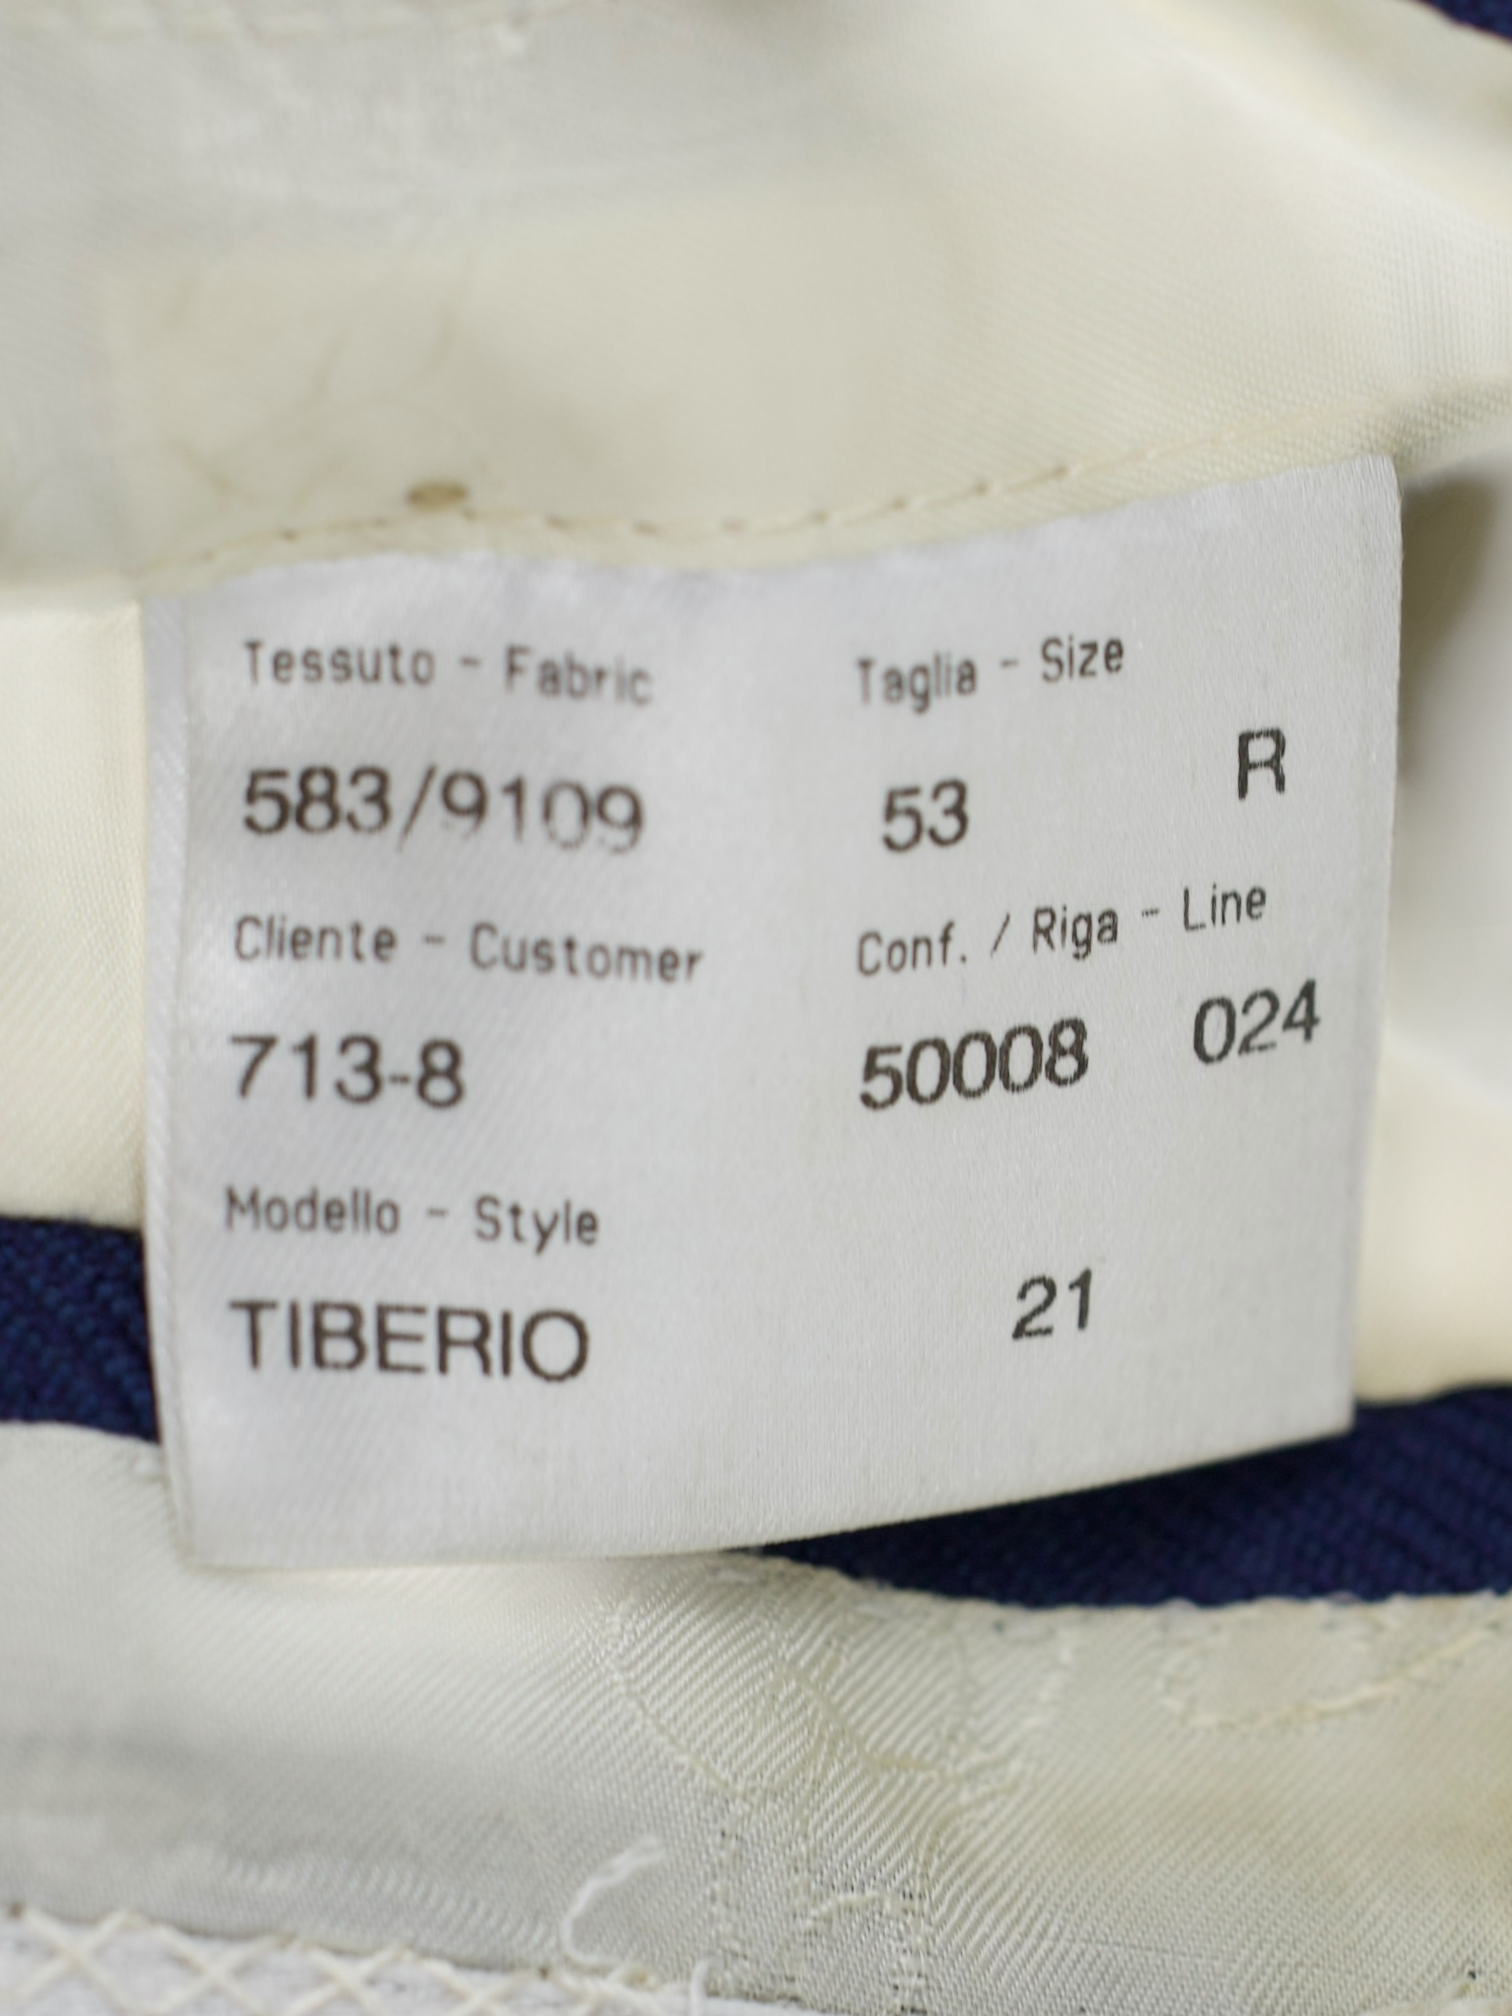 Tessuto - Fabric Taglia - Size
583/9109 53 R
Cliente - Customer Conf. / Riga - Line
713-8 50008 024
Modello - Style
TIBERIO 21